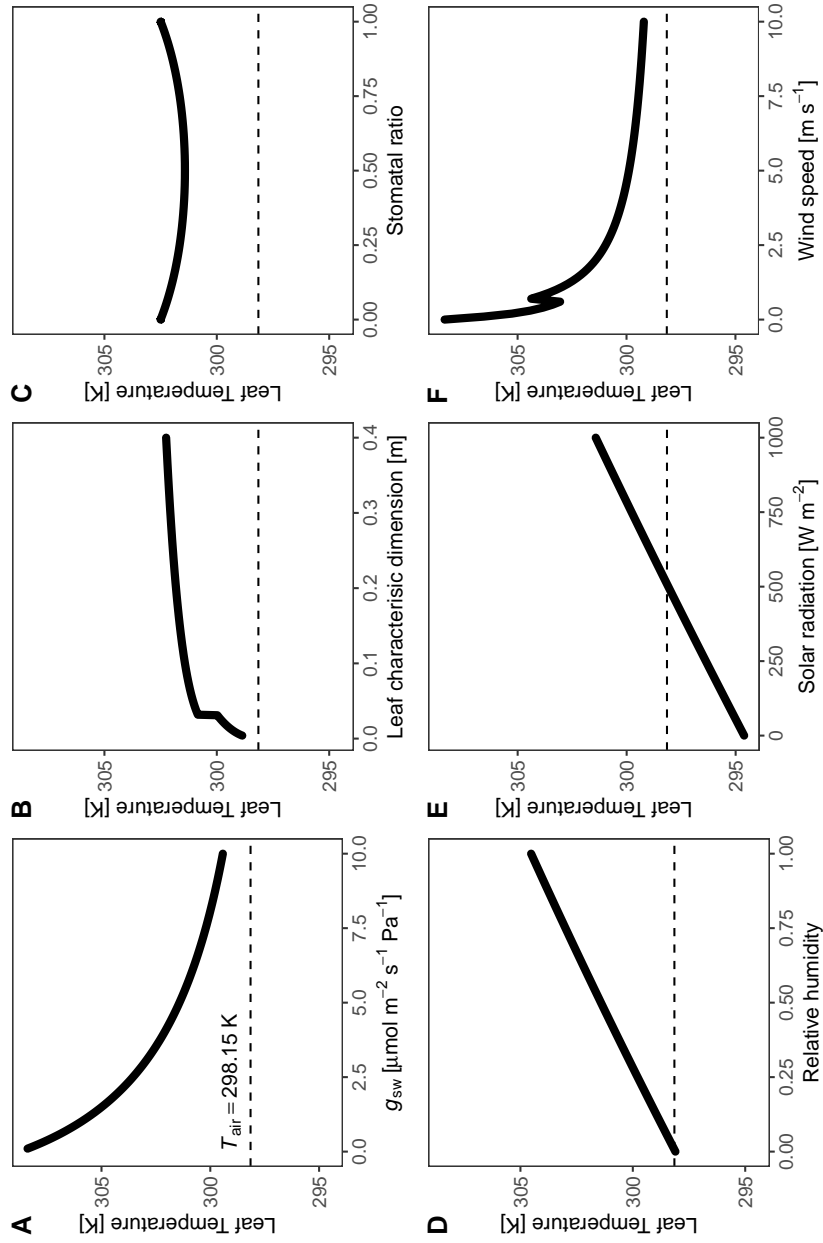 A
Leaf Temperature [K]
305
300
295
T_air = 298.15 K
0.0 2.5 5.0 7.5 10.0
g_sw [μmol m⁻² s⁻¹ Pa⁻¹]
B
Leaf Temperature [K]
305
300
295
0.0 0.1 0.2 0.3 0.4
Leaf characterisic dimension [m]
C
Leaf Temperature [K]
305
300
295
0.00 0.25 0.50 0.75 1.00
Stomatal ratio
D
Leaf Temperature [K]
305
300
295
0.00 0.25 0.50 0.75 1.00
Relative humidity
E
Leaf Temperature [K]
305
300
295
0 250 500 750 1000
Solar radiation [W m⁻²]
F
Leaf Temperature [K]
305
300
295
0.0 2.5 5.0 7.5 10.0
Wind speed [m s⁻¹]